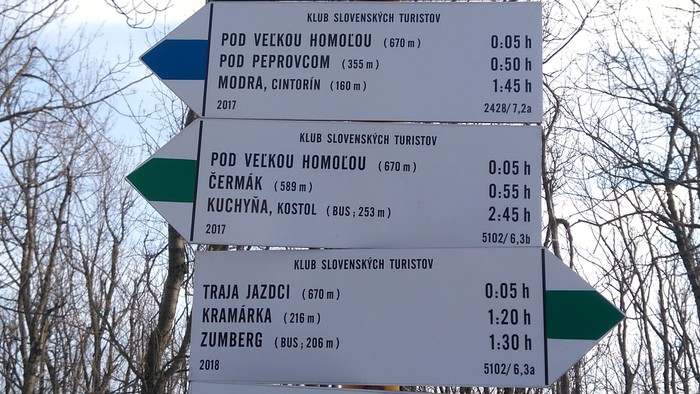 KLUB SLOVENSKÝCH TURISTOV
POD VEĽKOU HOMOĽOU (670 m) 0:05 h
POD PEPROVCOM (355 m) 0:50 h
MODRA, CINTORÍN (160 m) 1:45 h
2017 2428/7,2a
KLUB SLOVENSKÝCH TURISTOV
POD VEĽKOU HOMOĽOU (670 m) 0:05 h
ČERMÁK (589 m) 0:55 h
KUCHYŇA, KOSTOL (BUS; 253 m) 2:45 h
2017 5102/6,3b
KLUB SLOVENSKÝCH TURISTOV
TRAJA JAZDCI (670 m) 0:05 h
KRAMÁRKA (216 m) 1:20 h
ZUMBERG (BUS; 206 m) 1:30 h
2018 5102/6,3a